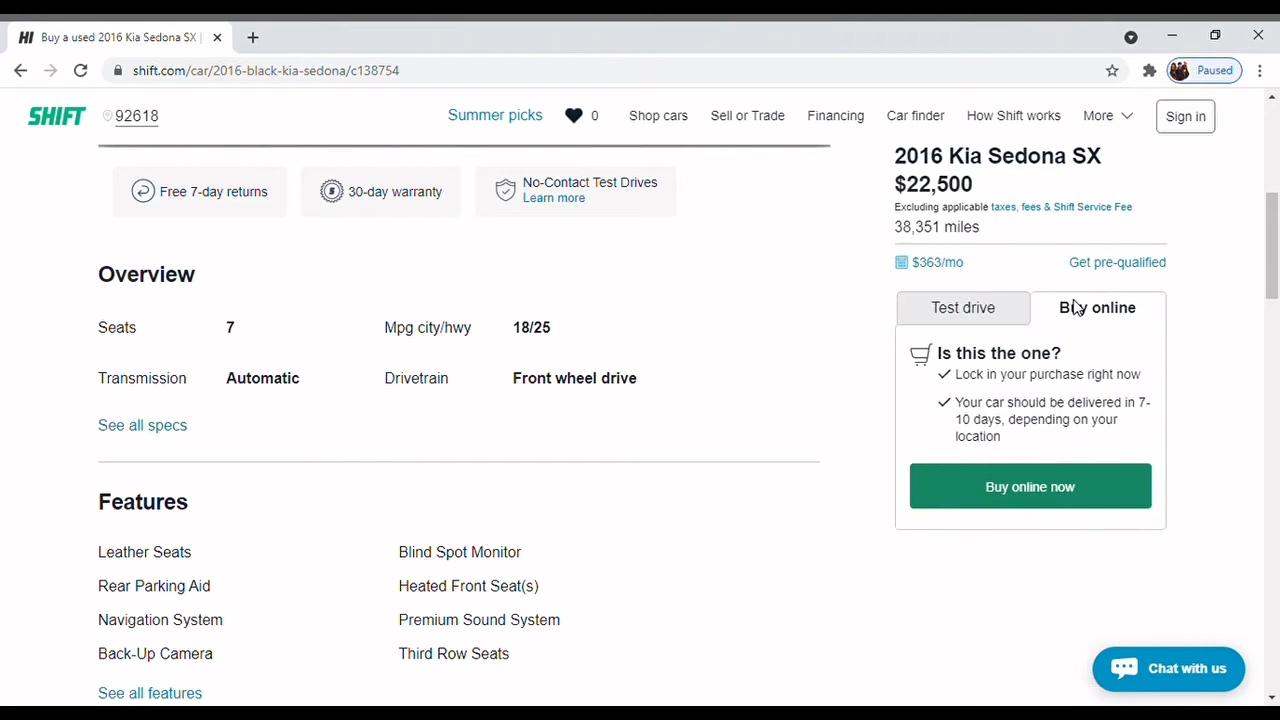 HI Buy a used 2016 Kia Sedona SX |
shift.com/car/2016-black-kia-sedona/c138754
Paused
SHIFT
92618
Summer picks
0
Shop cars
Sell or Trade
Financing
Car finder
How Shift works
More
Sign in
2016 Kia Sedona SX
$22,500
Excluding applicable taxes, fees & Shift Service Fee
38,351 miles
$363/mo
Get pre-qualified
Test drive
Buy online
Is this the one?
Lock in your purchase right now
Your car should be delivered in 7-
10 days, depending on your
location
Buy online now
Free 7-day returns
30-day warranty
No-Contact Test Drives
Learn more
Overview
Seats 7 Mpg city/hwy 18/25
Transmission Automatic Drivetrain Front wheel drive
See all specs
Features
Leather Seats Blind Spot Monitor
Rear Parking Aid Heated Front Seat(s)
Navigation System Premium Sound System
Back-Up Camera Third Row Seats
See all features
Chat with us